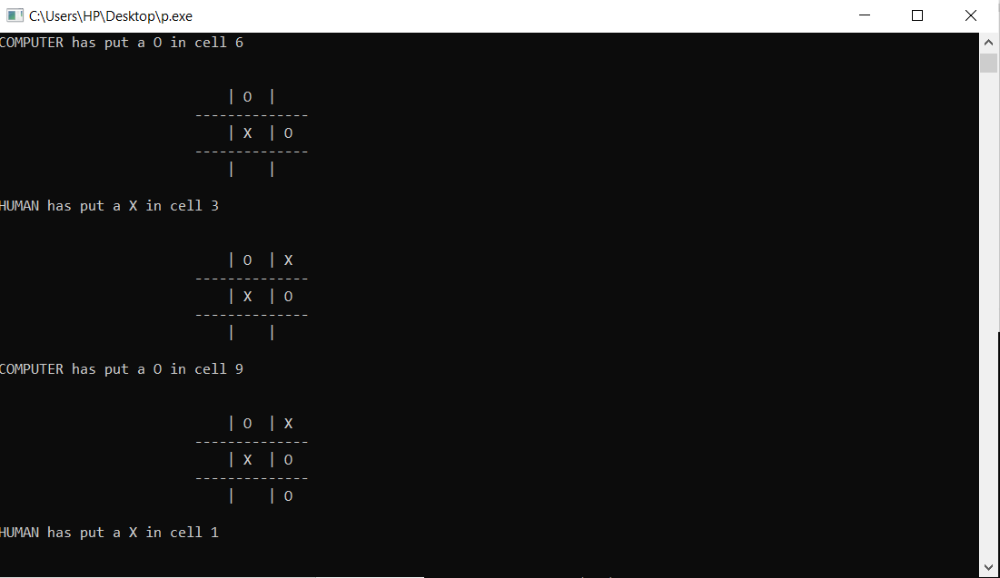 C:\Users\HP\Desktop\p.exe
COMPUTER has put a O in cell 6
| O |
--------------
| X | O
--------------
| |
HUMAN has put a X in cell 3
| O | X
--------------
| X | O
--------------
| |
COMPUTER has put a O in cell 9
| O | X
--------------
| X | O
--------------
| | O
HUMAN has put a X in cell 1